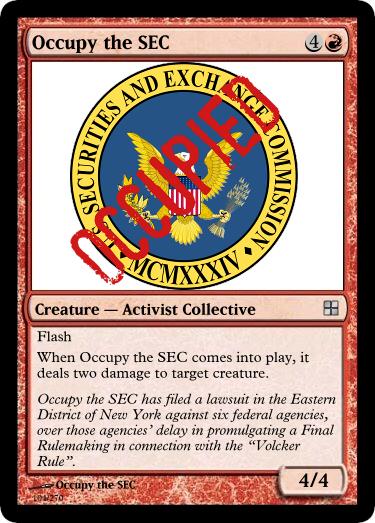 Occupy the SEC 4
U.S. SECURITIES AND EXCHANGE COMMISSION
OCCUPIED
MCMXXXIV
Creature — Activist Collective
Flash
When Occupy the SEC comes into play, it
deals two damage to target creature.
Occupy the SEC has filed a lawsuit in the Eastern
District of New York against six federal agencies,
over those agencies' delay in promulgating a Final
Rulemaking in connection with the “Volcker
Rule”.
Occupy the SEC
4/4